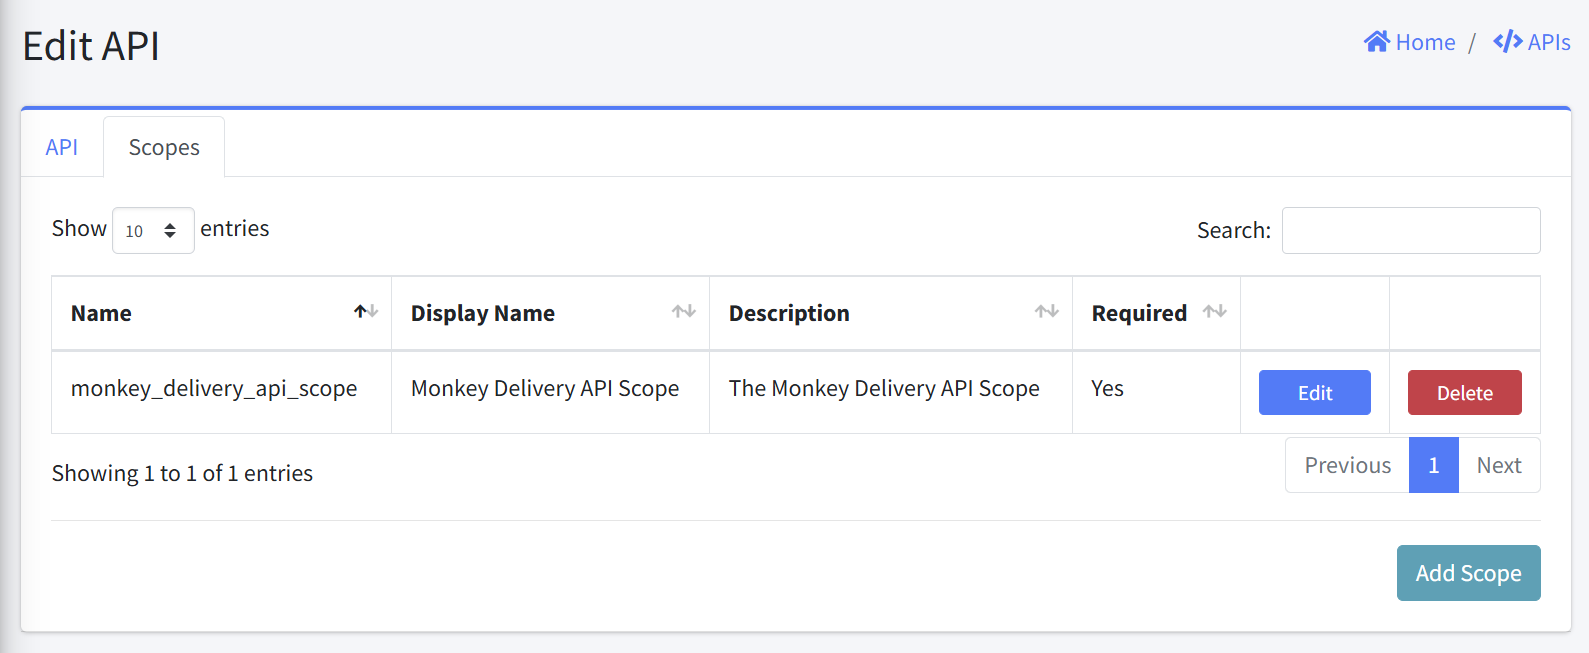 Edit API
Home / APIs
API
Scopes
Show 10 entries
Search:
Name
Display Name
Description
Required
monkey_delivery_api_scope
Monkey Delivery API Scope
The Monkey Delivery API Scope
Yes
Edit
Delete
Showing 1 to 1 of 1 entries
Previous
1
Next
Add Scope